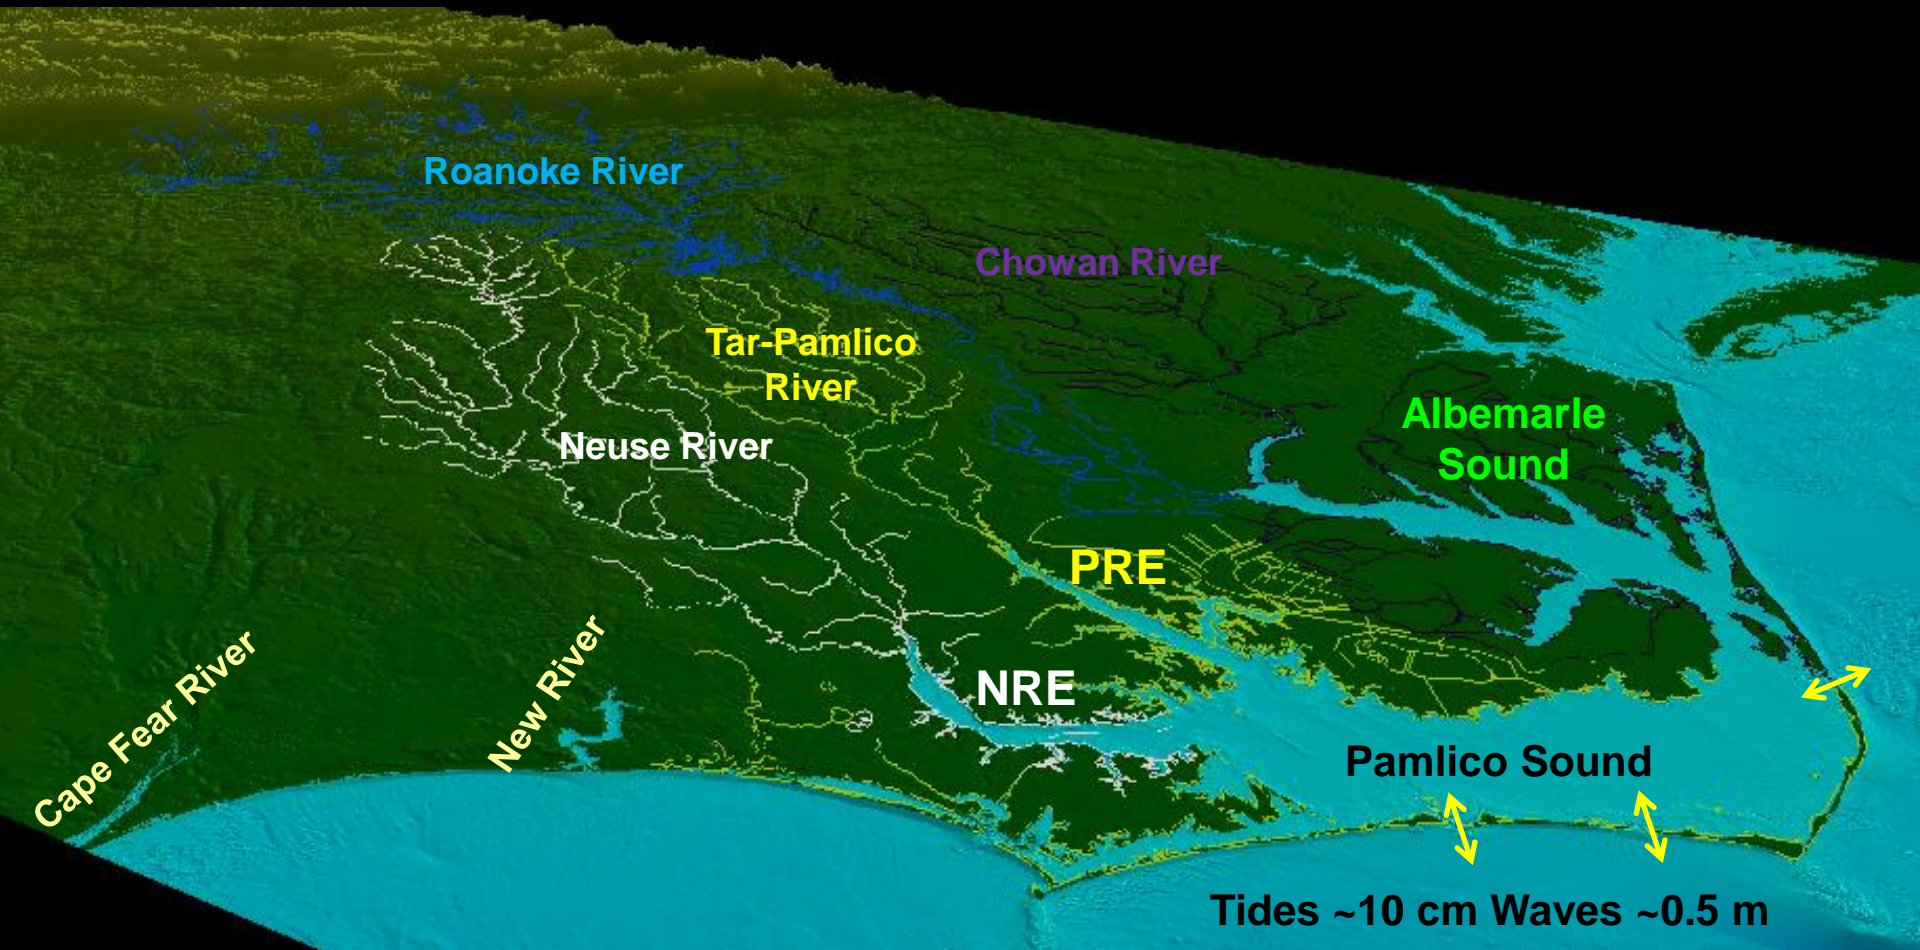 Roanoke River
Chowan River
Tar-Pamlico
River
Albemarle
Sound
Neuse River
PRE
Cape Fear River
New River
NRE
Pamlico Sound
Tides ~10 cm Waves ~0.5 m